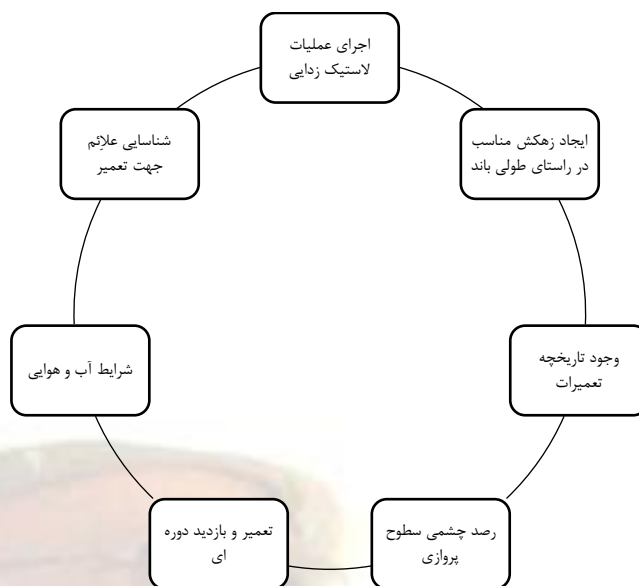 اجرای عملیات
لاستیک زدایی
ایجاد زهکش مناسب
در راستای طولی باند
وجود تاریخچه
تعمیرات
رصد چشمی سطوح
پروازی
تعمیر و بازدید دوره
ای
شرایط آب و هوایی
شناسایی علائم
جهت تعمیر